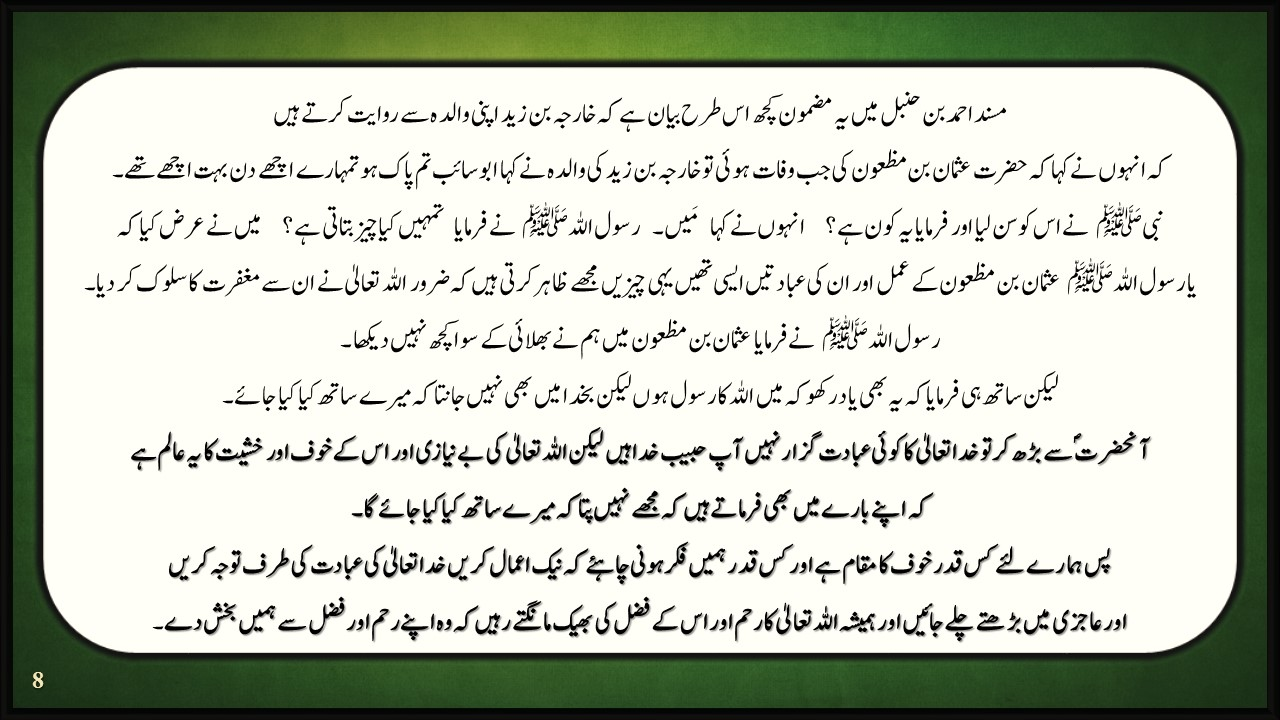 مسند احمد بن حنبل میں یہ مضمون کچھ اس طرح بیان ہے کہ خارجہ بن زید اپنی والدہ سے روایت کرتے ہیں
کہ انہوں نے کہا کہ حضرت عثمان بن مظعون کی جب وفات ہوئی تو خارجہ بن زید کی والدہ نے کہا ابو سائب تم پاک ہو تمہارے اچھے دن بہت اچھے تھے۔
نبی ﷺ نے اس کو سن لیا اور فرمایا یہ کون ہے؟ انہوں نے کہا مَیں۔ رسول اللہ ﷺ نے فرمایا تمہیں کیا چیز بتاتی ہے؟ میں نے عرض کیا کہ
یا رسول اللہ ﷺ عثمان بن مظعون کے عمل اور ان کی عبادتیں ایسی تھیں یہی چیزیں مجھے ظاہر کرتی ہیں کہ ضرور اللہ تعالیٰ نے ان سے مغفرت کا سلوک کر دیا۔
رسول اللہ ﷺ نے فرمایا عثمان بن مظعون میں ہم نے بھلائی کے سوا کچھ نہیں دیکھا۔
لیکن ساتھ ہی فرمایا کہ یہ بھی یاد رکھو کہ میں اللہ کا رسول ہوں لیکن بخدا میں بھی نہیں جانتا کہ میرے ساتھ کیا کیا جائے۔
آنحضرتؐ سے بڑھ کر تو خدا تعالیٰ کا کوئی عبادت گزار نہیں آپ حبیب خدا ہیں لیکن اللہ تعالیٰ کی بے نیازی اور اس کے خوف اور خشیت کا یہ عالم ہے
کہ اپنے بارے میں بھی فرماتے ہیں کہ مجھے نہیں پتا کہ میرے ساتھ کیا کیا جائے گا۔
پس ہمارے لئے کس قدر خوف کا مقام ہے اور کس قدر ہمیں فکر ہونی چاہئے کہ نیک اعمال کریں خدا تعالیٰ کی عبادت کی طرف توجہ کریں
اور عاجزی میں بڑھتے چلے جائیں اور ہمیشہ اللہ تعالیٰ کا رحم اور اس کے فضل کی بھیک مانگتے رہیں کہ وہ اپنے رحم اور فضل سے ہمیں بخش دے۔
8